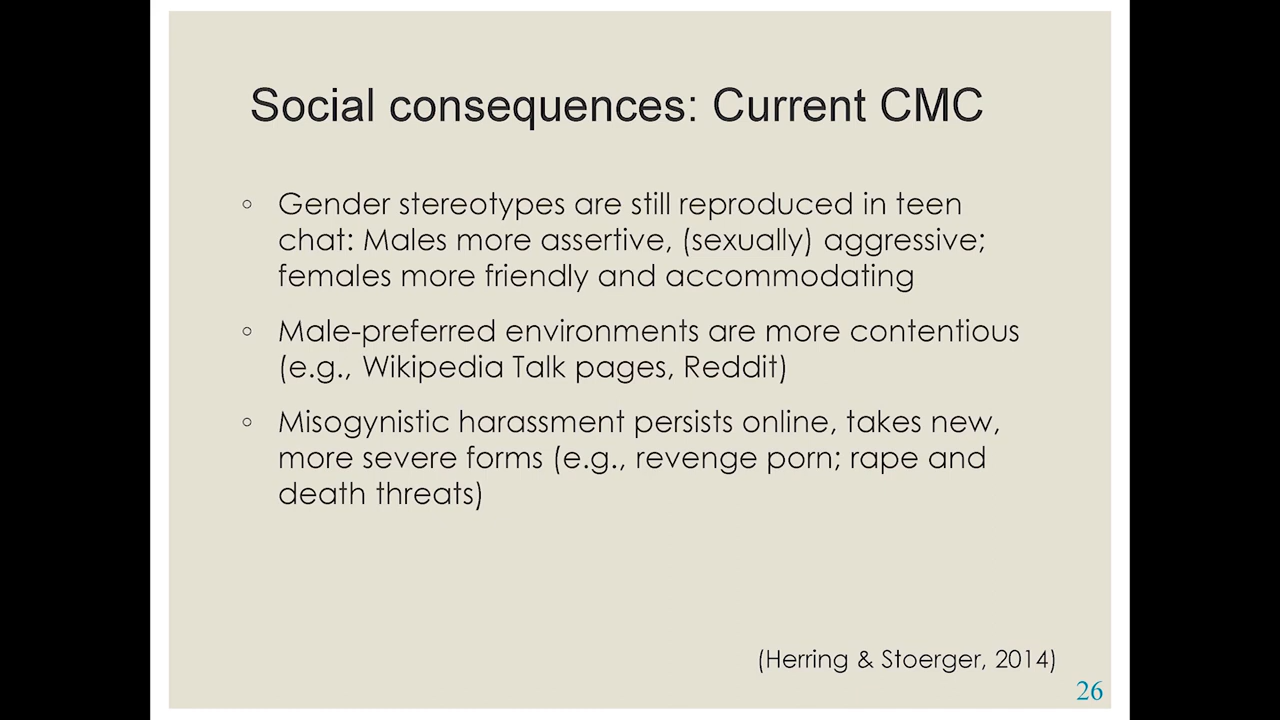 Social consequences: Current CMC
◦ Gender stereotypes are still reproduced in teen
chat: Males more assertive, (sexually) aggressive;
females more friendly and accommodating
◦ Male-preferred environments are more contentious
(e.g., Wikipedia Talk pages, Reddit)
◦ Misogynistic harassment persists online, takes new,
more severe forms (e.g., revenge porn; rape and
death threats)
(Herring & Stoerger, 2014)
26